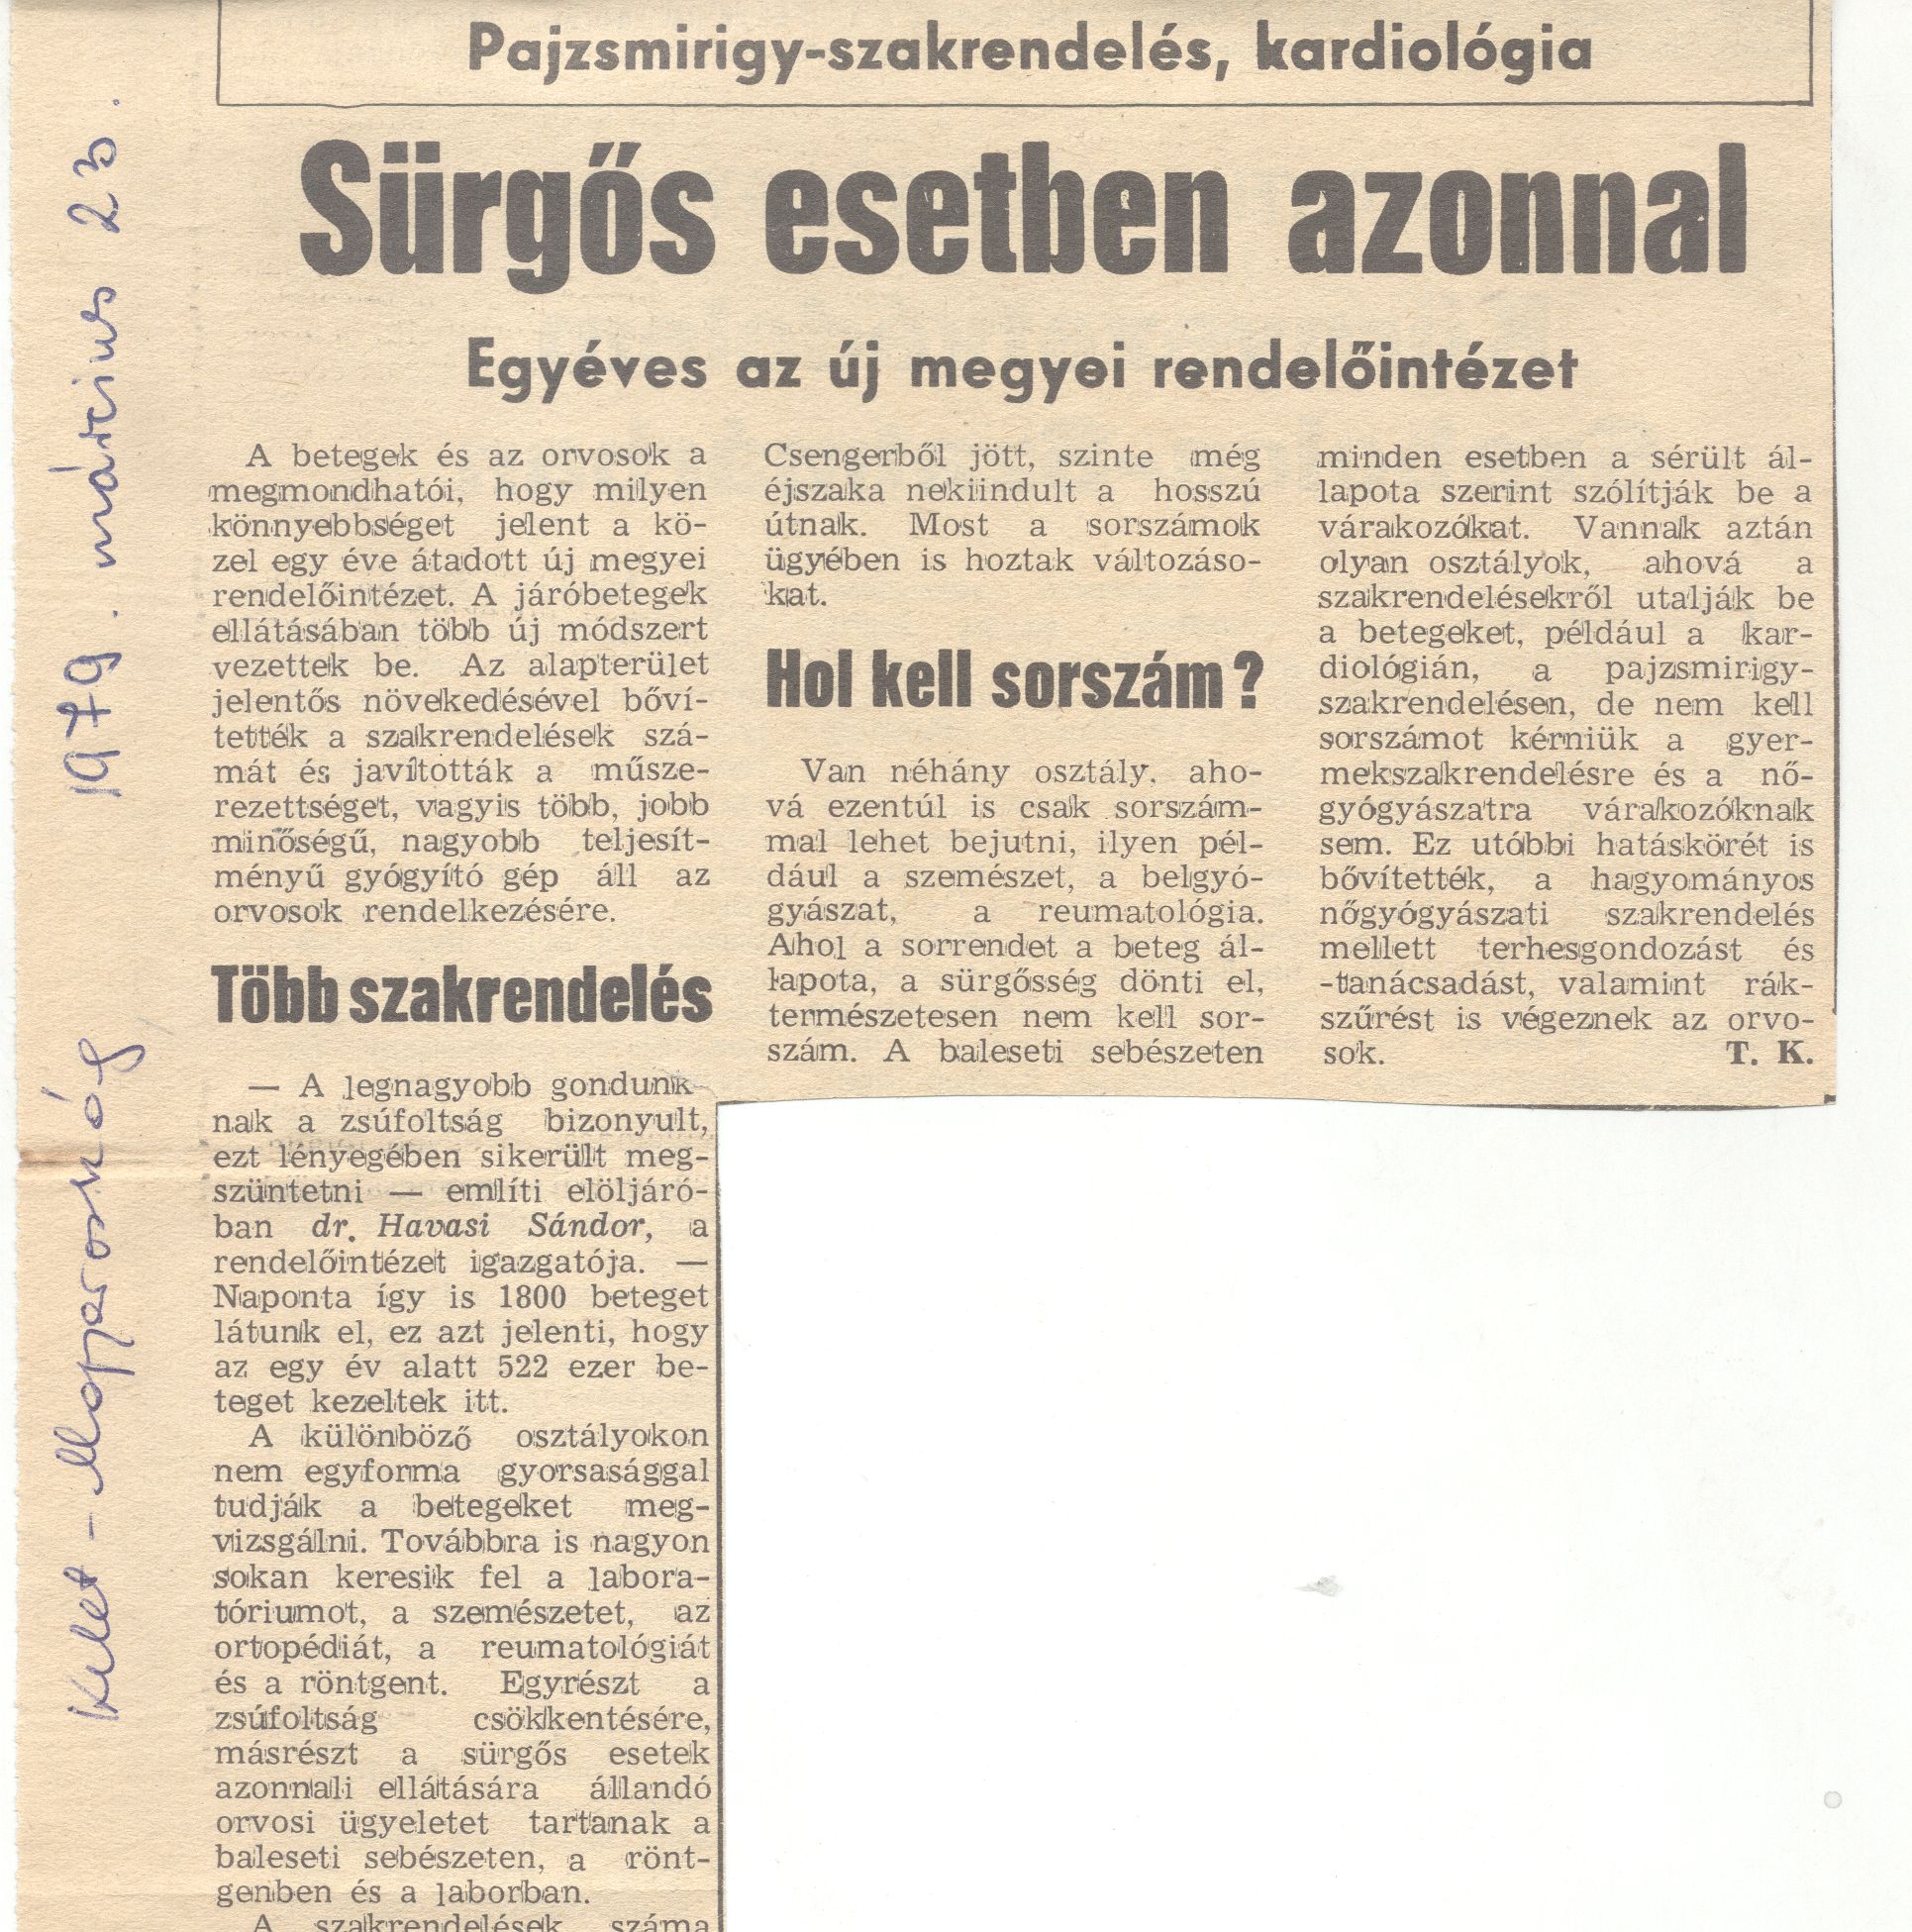 Pajzsmirigy-szakrendelés, kardiológia
Sürgős esetben azonnal
Egyéves az új megyei rendelőintézet
A betegek és az orvosok a
megmondhatói, hogy milyen
könnyebbséget jelent a kö-
zel egy éve átadott új megyei
rendelőintézet. A járóbetegek
ellátásában több új módszert
vezettek be. Az alapterület
jelentős növekedésével bőví-
tették a szakrendelések szá-
mát és javították a műsze-
rezettséget, vagyis több, jobb
minőségű, nagyobb teljesít-
ményű gyógyító gép áll az
orvosok rendelkezésére.
Több szakrendelés
— A legnagyobb gondunk-
nak a zsúfoltság bizonyult,
ezt lényegében sikerült meg-
szüntetni — említi elöljáró-
ban dr. Havasi Sándor, a
rendelőintézet igazgatója. —
Naponta így is 1800 beteget
látunk el, ez azt jelenti, hogy
az egy év alatt 522 ezer be-
teget kezeltek itt.
A különböző osztályokon
nem egyforma gyorsasággal
tudják a betegeket meg-
vizsgálni. Továbbra is nagyon
sokan keresik fel a labora-
tóriumot, a szemészetet, az
ortopédiát, a reumatológiát
és a röntgent. Egyrészt a
zsúfoltság csökkentésére,
másrészt a sürgős esetek
azonnali ellátására állandó
orvosi ügyeletet tartanak a
baleseti sebészeten, a rönt-
genben és a laborban.
A szakrendelések száma
Csengerből jött, szinte még
éjszaka nekiindult a hosszú
útnak. Most a sorszámok
ügyében is hoztak változáso-
kat.
Hol kell sorszám?
Van néhány osztály, aho-
vá ezentúl is csak sorszám-
mal lehet bejutni, ilyen pél-
dául a szemészet, a belgyó-
gyászat, a reumatológia.
Ahol a sorrendet a beteg ál-
lapota, a sürgősség dönti el,
természetesen nem kell sor-
szám. A baleseti sebészeten
minden esetben a sérült ál-
lapota szerint szólítják be a
várakozókat. Vannak aztán
olyan osztályok, ahová a
szakrendelésekről utalják be
a betegeket, például a kar-
diológián, a pajzsmirigy-
szakrendelésen, de nem kell
sorszámot kérniük a gyer-
mekszakrendelésre és a nő-
gyógyászatra várakozóknak
sem. Ez utóbbi hatáskörét is
bővítették, a hagyományos
nőgyógyászati szakrendelés
mellett terhesgondozást és
-tanácsadást, valamint rák-
szűrést is végeznek az orvo-
sok. T. K.
Kelet-Magyarország 1979. március 23.